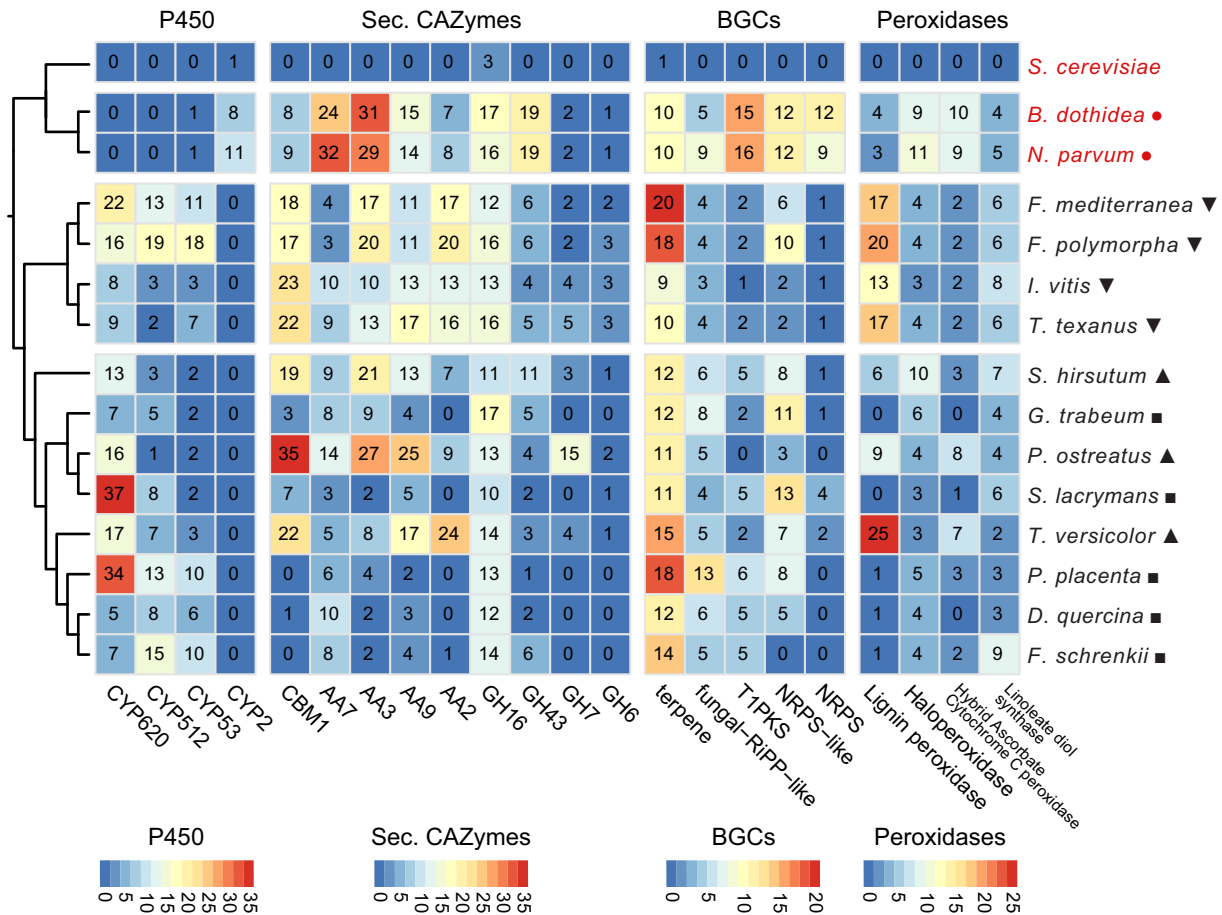 P450 Sec. CAZymes BGCs Peroxidases
0 0 0 1 0 0 0 0 0 3 0 0 0 1 0 0 0 0 0 0 0 0 S. cerevisiae
0 0 1 8 8 24 31 15 7 17 19 2 1 10 5 15 12 12 4 9 10 4 B. dothidea ●
0 0 1 11 9 32 29 14 8 16 19 2 1 10 9 16 12 9 3 11 9 5 N. parvum ●
22 13 11 0 18 4 17 11 17 12 6 2 2 20 4 2 6 1 17 4 2 6 F. mediterranea ▼
16 19 18 0 17 3 20 11 20 16 6 2 3 18 4 2 10 1 20 4 2 6 F. polymorpha ▼
8 3 3 0 23 10 10 13 13 13 4 4 3 9 3 1 2 1 13 3 2 8 I. vitis ▼
9 2 7 0 22 9 13 17 16 16 5 5 3 10 4 2 2 1 17 4 2 6 T. texanus ▼
13 3 2 0 19 9 21 13 7 11 11 3 1 12 6 5 8 1 6 10 3 7 S. hirsutum ▲
7 5 2 0 3 8 9 4 0 17 5 0 0 12 8 2 11 1 0 6 0 4 G. trabeum ■
16 1 2 0 35 14 27 25 9 13 4 15 2 11 5 0 3 0 9 4 8 4 P. ostreatus ▲
37 8 2 0 7 3 2 5 0 10 2 0 1 11 4 5 13 4 0 3 1 6 S. lacrymans ■
17 7 3 0 22 5 8 17 24 14 3 4 1 15 5 2 7 2 25 3 7 2 T. versicolor ▲
34 13 10 0 0 6 4 2 0 13 1 0 0 18 13 6 8 0 1 5 3 3 P. placenta ■
5 8 6 0 1 10 2 3 0 12 2 0 0 12 6 5 5 0 1 4 0 3 D. quercina ■
7 15 10 0 0 8 2 4 1 14 6 0 0 14 5 5 0 0 1 4 2 9 F. schrenkii ■
CYP620
CYP512
CYP53
CYP2
CBM1
AA7
AA3
AA9
AA2
GH16
GH43
GH7
GH6
terpene
fungal−RiPP−like
T1PKS
NRPS−like
NRPS
Lignin peroxidase
Haloperoxidase
Hybrid Ascorbate
Cytochrome C peroxidase
Linoleate diol
synthase
P450 Sec. CAZymes BGCs Peroxidases
0 5 10 15 20 25 30 35
0 5 10 15 20 25 30 35
0 5 10 15 20
0 5 10 15 20 25